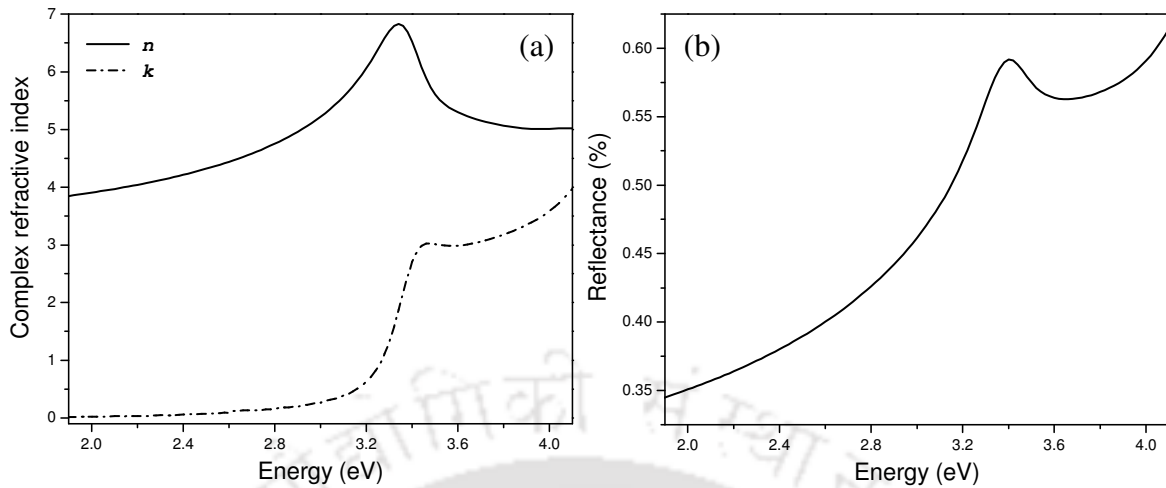 7
6
5
4
3
2
1
0
Complex refractive index
n
k
(a)
2.0 2.4 2.8 3.2 3.6 4.0
Energy (eV)
0.60
0.55
0.50
0.45
0.40
0.35
Reflectance (%)
(b)
2.0 2.4 2.8 3.2 3.6 4.0
Energy (eV)